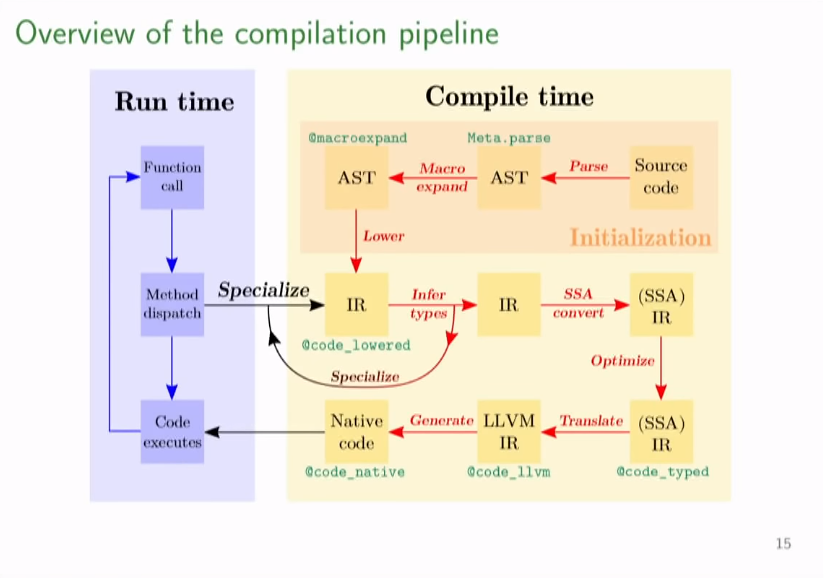 Overview of the compilation pipeline
Run time
Compile time
@macroexpand
Meta.parse
Function
call
AST
Macro
expand
AST
Parse
Source
code
Lower
Initialization
Method
dispatch
Specialize
IR
Infer
types
IR
SSA
convert
(SSA)
IR
@code_lowered
Specialize
Optimize
Code
executes
Native
code
Generate
LLVM
IR
Translate
(SSA)
IR
@code_native
@code_llvm
@code_typed
15